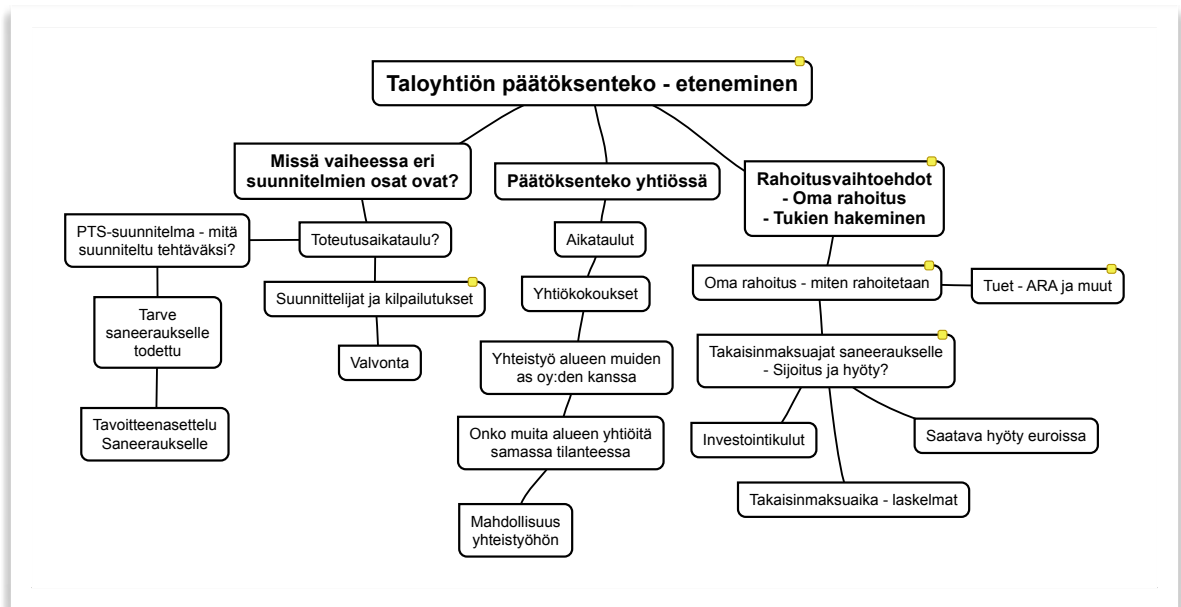 Taloyhtiön päätöksenteko - eteneminen
Missä vaiheessa eri
suunnitelmien osat ovat?
Päätöksenteko yhtiössä
Rahoitusvaihtoehdot
- Oma rahoitus
- Tukien hakeminen
PTS-suunnitelma - mitä
suunniteltu tehtäväksi?
Toteutusaikataulu?
Aikataulut
Oma rahoitus - miten rahoitetaan
Tuet - ARA ja muut
Suunnittelijat ja kilpailutukset
Yhtiökokoukset
Tarve
saneeraukselle
todettu
Valvonta
Yhteistyö alueen muiden
as oy:den kanssa
Takaisinmaksuajat saneeraukselle
- Sijoitus ja hyöty?
Tavoitteenasettelu
Saneeraukselle
Onko muita alueen yhtiöitä
samassa tilanteessa
Investointikulut
Saatava hyöty euroissa
Takaisinmaksuaika - laskelmat
Mahdollisuus
yhteistyöhön